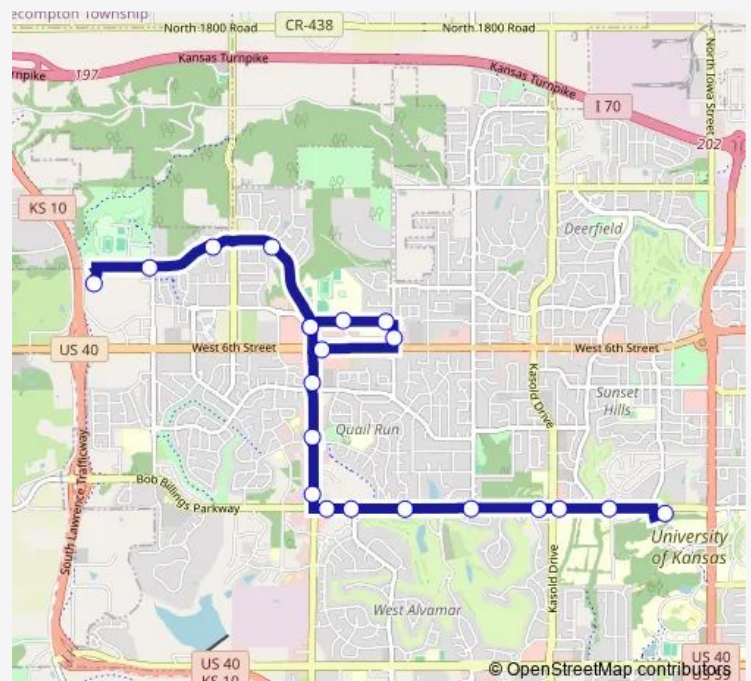 ecompton Township
North 1800 Road
CR-438
North 1800 Road
rnpike
197
Kansas Turnpike
Kansas Turnpike
I 70
North Iowa Street
202
KS 10
Deerfield
US 40
West 6th Street
West 6th Street
Kasold Drive
Sunset
Hills
Quail Run
South Lawrence Trafficway
Bob Billings Parkway
University
of Kansas
Kasold Drive
West Alvamar
US 40
KS 10
US 40
© OpenStreetMap contributors